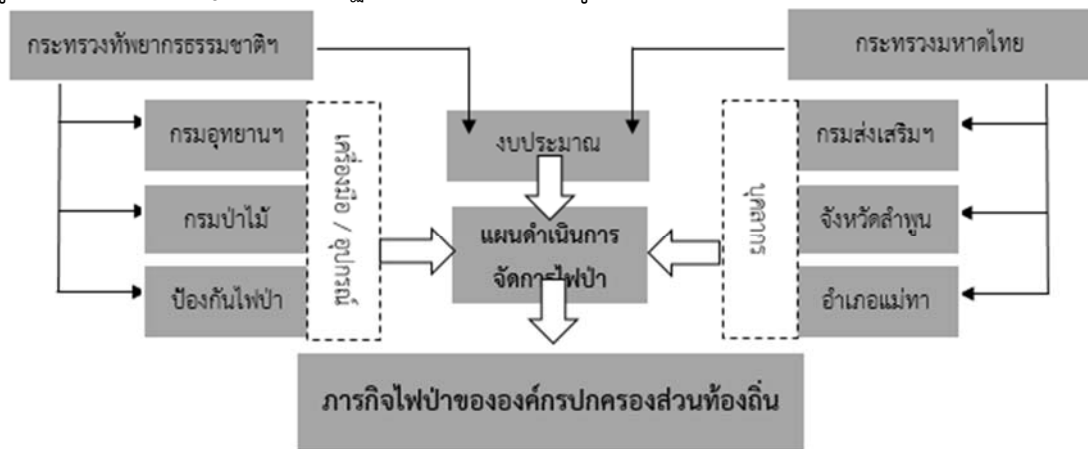 กระทรวงทัพยากรธรรมชาติฯ
กระทรวงมหาดไทย
กรมอุทยานฯ
กรมป่าไม้
ป้องกันไฟป่า
เครื่องมือ / อุปกรณ์
งบประมาณ
แผนดำเนินการ
จัดการไฟป่า
บุคลากร
กรมส่งเสริมฯ
จังหวัดลำพูน
อำเภอแม่ทา
ภารกิจไฟป่าขององค์กรปกครองส่วนท้องถิ่น